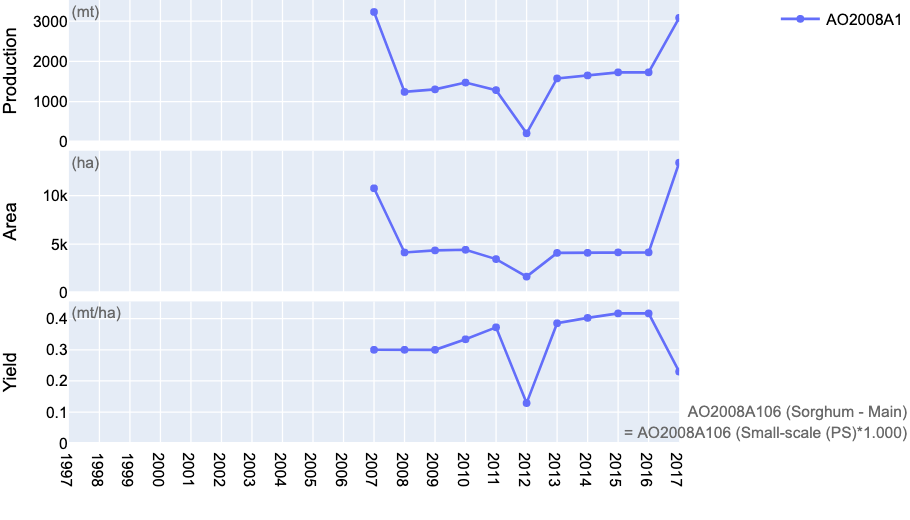 (mt)
3000
2000
1000
0
Production
AO2008A1
(ha)
10k
5k
0
Area
(mt/ha)
0.4
0.3
0.2
0.1
0
Yield
AO2008A106 (Sorghum - Main)
= AO2008A106 (Small-scale (PS)*1.000)
1997
1998
1999
2000
2001
2002
2003
2004
2005
2006
2007
2008
2009
2010
2011
2012
2013
2014
2015
2016
2017